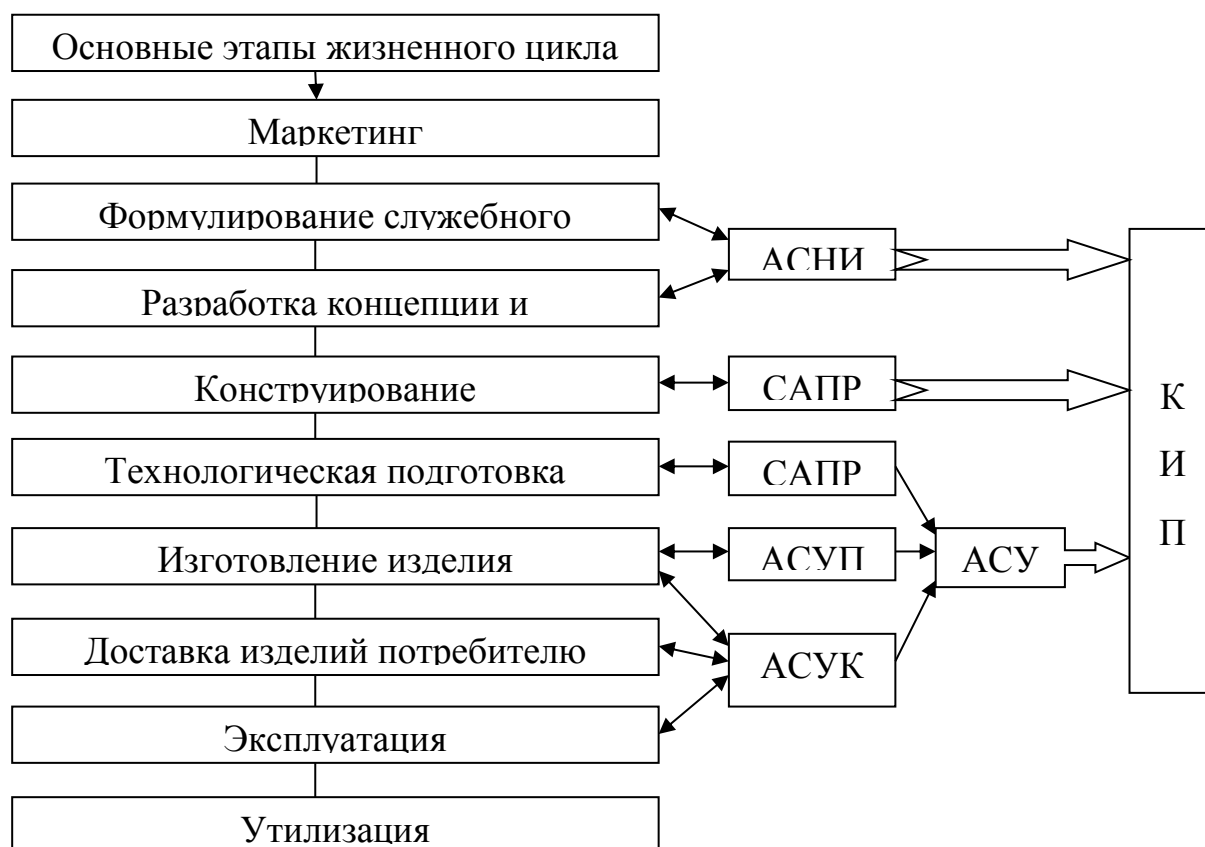 Основные этапы жизненного цикла
Маркетинг
Формулирование служебного
АСНИ
Разработка концепции и
Конструирование
САПР
Технологическая подготовка
САПР
Изготовление изделия
АСУП
АСУ
Доставка изделий потребителю
АСУК
Эксплуатация
Утилизация
К
И
П